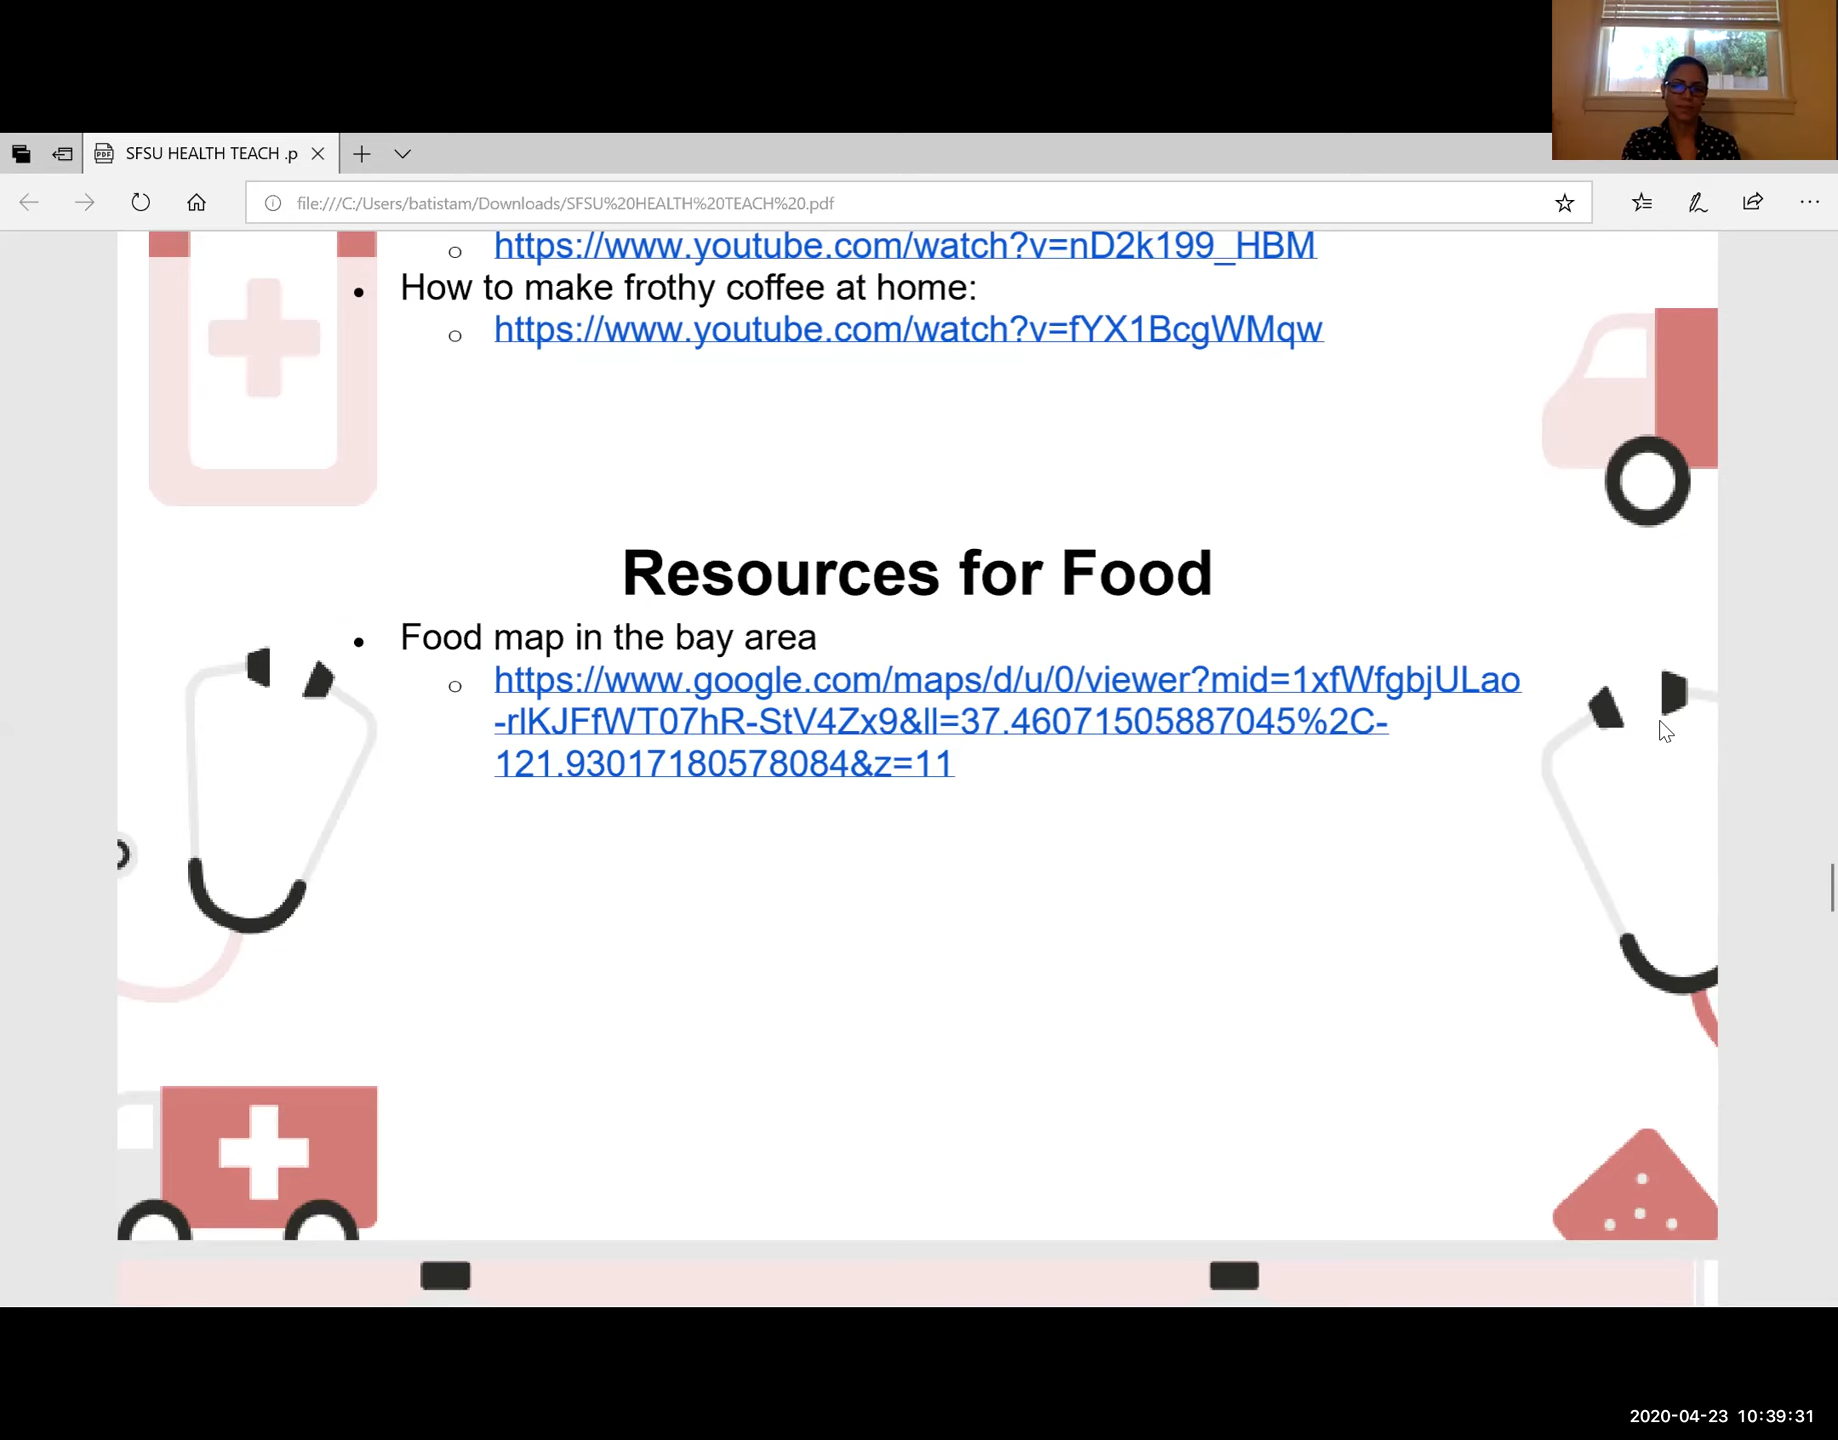 SFSU HEALTH TEACH .p
file:///C:/Users/batistam/Downloads/SFSU%20HEALTH%20TEACH%20.pdf
https://www.youtube.com/watch?v=nD2k199_HBM
How to make frothy coffee at home:
https://www.youtube.com/watch?v=fYX1BcgWMqw
Resources for Food
Food map in the bay area
https://www.google.com/maps/d/u/0/viewer?mid=1xfWfgbjULao
-rlKJFfWT07hR-StV4Zx9&ll=37.46071505887045%2C-
121.93017180578084&z=11
2020-04-23 10:39:31